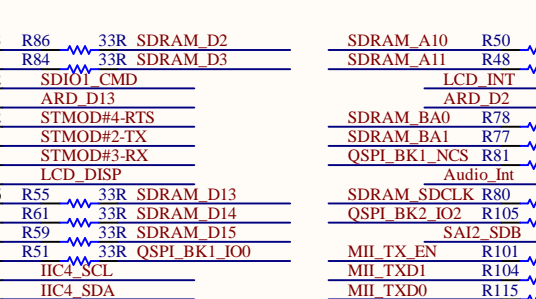 R86 33R SDRAM_D2
R84 33R SDRAM_D3
SDIO1_CMD
ARD_D13
STMOD#4-RTS
STMOD#2-TX
STMOD#3-RX
LCD_DISP
R55 33R SDRAM_D13
R61 33R SDRAM_D14
R59 33R SDRAM_D15
R51 33R QSPI_BK1_IO0
IIC4_SCL
IIC4_SDA
SDRAM_A10 R50
SDRAM_A11 R48
LCD_INT
ARD_D2
SDRAM_BA0 R78
SDRAM_BA1 R77
QSPI_BK1_NCS R81
Audio_Int
SDRAM_SDCLK R80
QSPI_BK2_IO2 R105
SAI2_SDB
MII_TX_EN R101
MII_TXD1 R104
MII_TXD0 R115